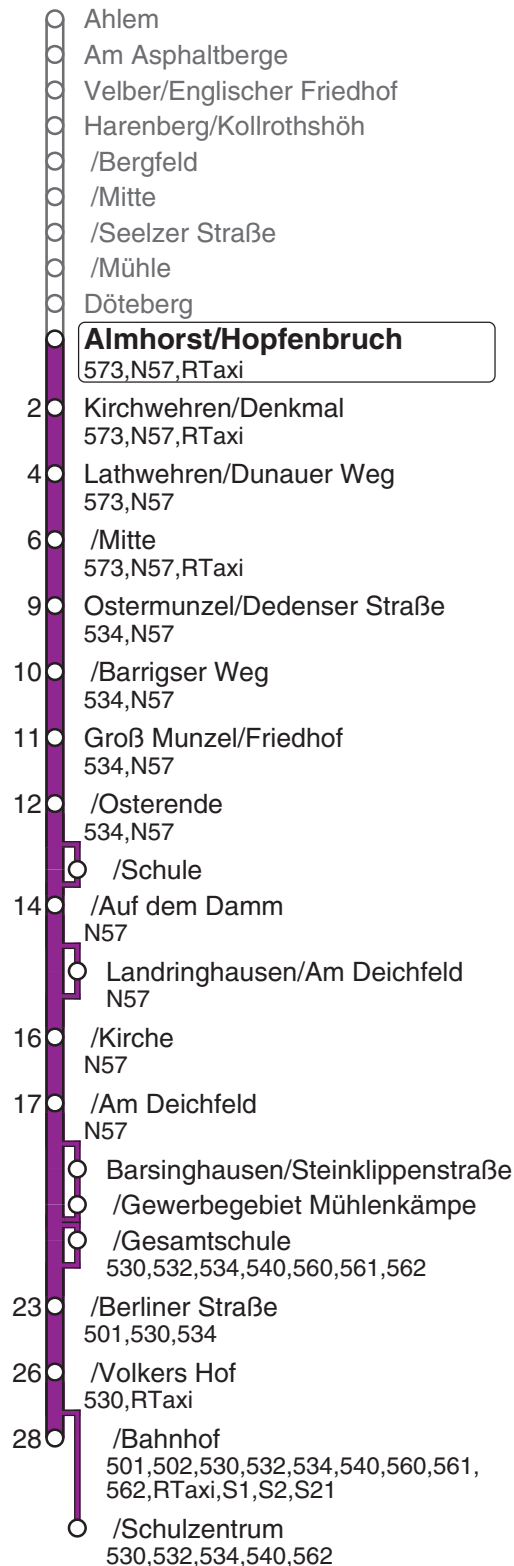 Ahlem
Am Asphaltberge
Velber/Englischer Friedhof
Harenberg/Kollrothshöh
/Bergfeld
/Mitte
/Seelzer Straße
/Mühle
Döteberg
Almhorst/Hopfenbruch
573,N57,RTaxi
2 Kirchwehren/Denkmal
573,N57,RTaxi
4 Lathwehren/Dunauer Weg
573,N57
6 /Mitte
573,N57,RTaxi
9 Ostermunzel/Dedenser Straße
534,N57
10 /Barrigser Weg
534,N57
11 Groß Munzel/Friedhof
534,N57
12 /Osterende
534,N57
/Schule
14 /Auf dem Damm
N57
Landringhausen/Am Deichfeld
N57
16 /Kirche
N57
17 /Am Deichfeld
N57
Barsinghausen/Steinklippenstraße
/Gewerbegebiet Mühlenkämpe
/Gesamtschule
530,532,534,540,560,561,562
23 /Berliner Straße
501,530,534
26 /Volkers Hof
530,RTaxi
28 /Bahnhof
501,502,530,532,534,540,560,561,
562,RTaxi,S1,S2,S21
/Schulzentrum
530,532,534,540,562